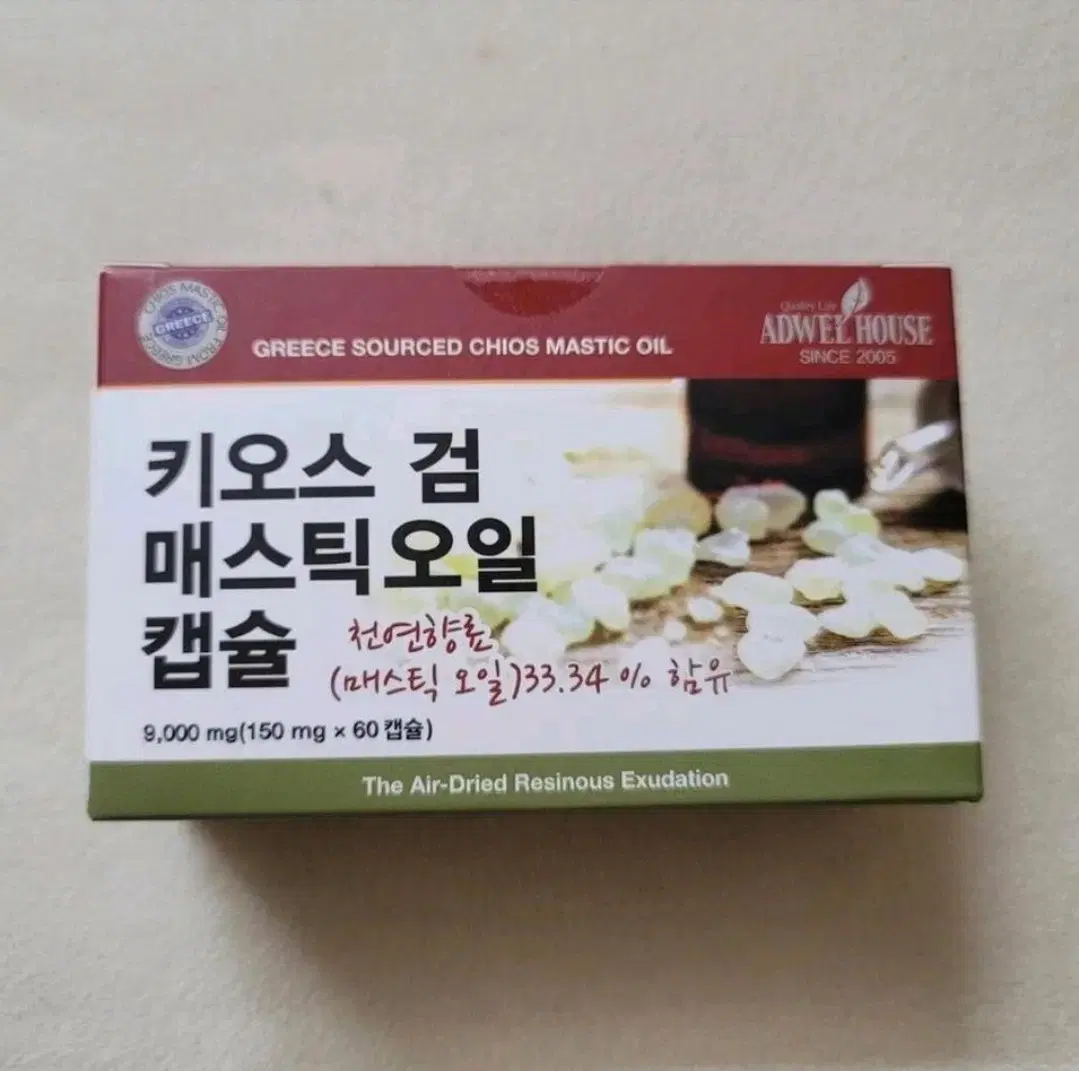 CHIOS MASTIC OIL FROM GREECE
GREECE
GREECE SOURCED CHIOS MASTIC OIL
Quality Life
ADWEL HOUSE
SINCE 2005
키오스 검
매스틱오일
캡슐
천연향료
(매스틱 오일)33.34 % 함유
9,000 mg(150 mg × 60 캡슐)
The Air-Dried Resinous Exudation